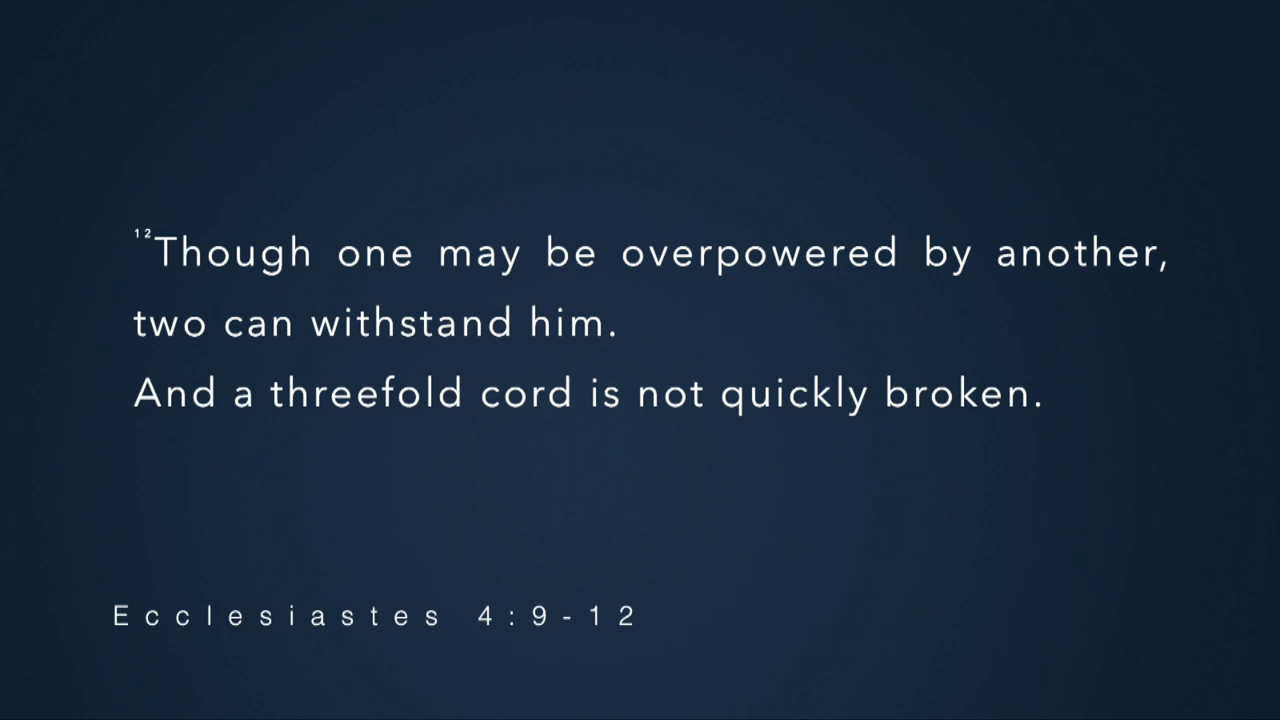 ¹²Though one may be overpowered by another,
two can withstand him.
And a threefold cord is not quickly broken.
Ecclesiastes 4:9-12